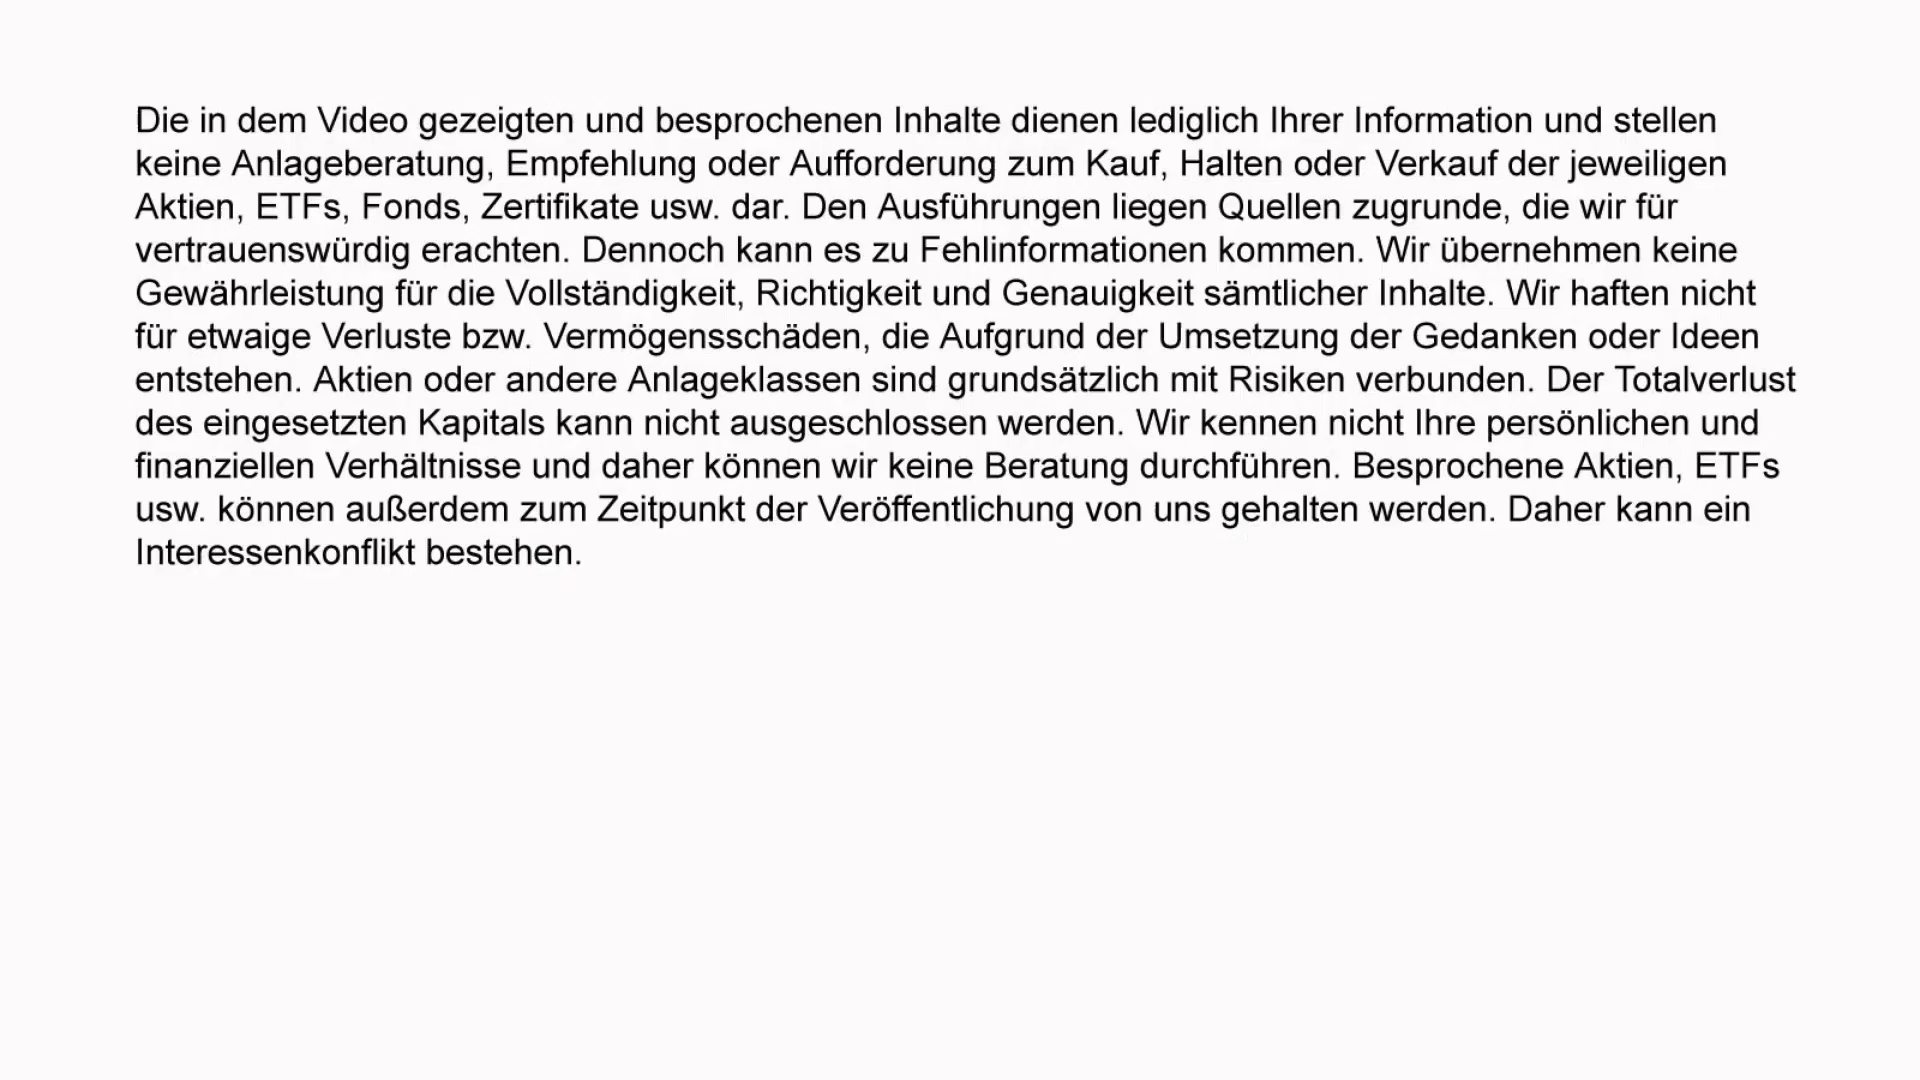 Die in dem Video gezeigten und besprochenen Inhalte dienen lediglich Ihrer Information und stellen
keine Anlageberatung, Empfehlung oder Aufforderung zum Kauf, Halten oder Verkauf der jeweiligen
Aktien, ETFs, Fonds, Zertifikate usw. dar. Den Ausführungen liegen Quellen zugrunde, die wir für
vertrauenswürdig erachten. Dennoch kann es zu Fehlinformationen kommen. Wir übernehmen keine
Gewährleistung für die Vollständigkeit, Richtigkeit und Genauigkeit sämtlicher Inhalte. Wir haften nicht
für etwaige Verluste bzw. Vermögensschäden, die Aufgrund der Umsetzung der Gedanken oder Ideen
entstehen. Aktien oder andere Anlageklassen sind grundsätzlich mit Risiken verbunden. Der Totalverlust
des eingesetzten Kapitals kann nicht ausgeschlossen werden. Wir kennen nicht Ihre persönlichen und
finanziellen Verhältnisse und daher können wir keine Beratung durchführen. Besprochene Aktien, ETFs
usw. können außerdem zum Zeitpunkt der Veröffentlichung von uns gehalten werden. Daher kann ein
Interessenkonflikt bestehen.